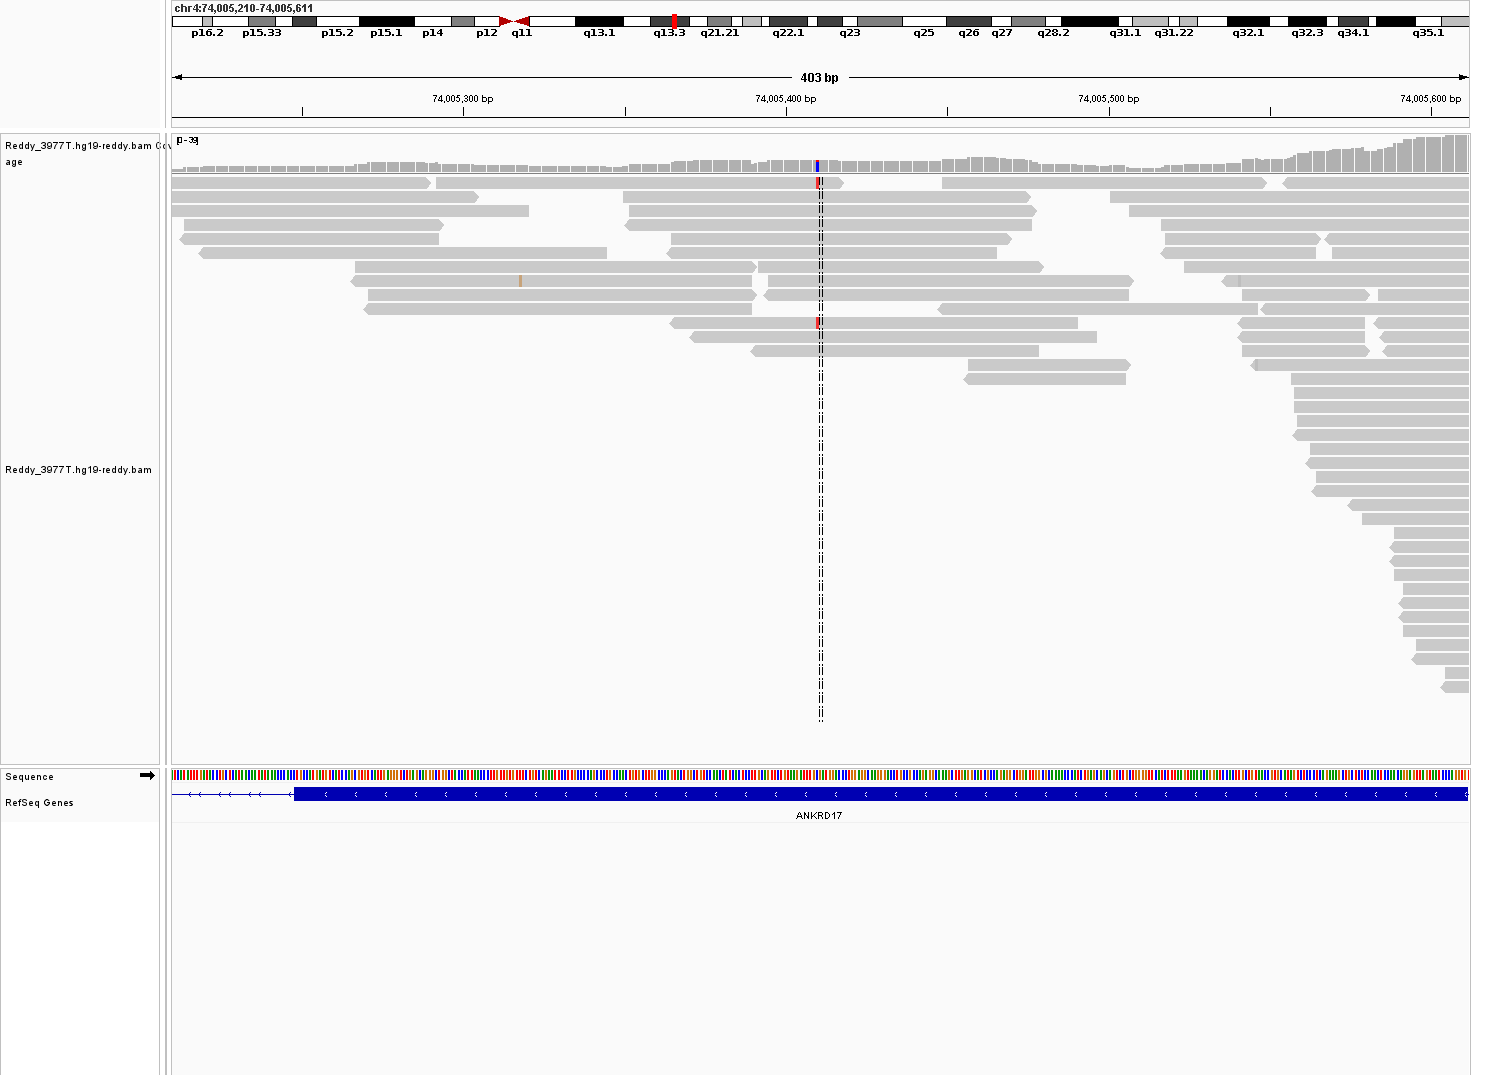 chr4:74,005,210-74,005,611
p16.2 p15.33 p15.2 p15.1 p14 p12 q11 q13.1 q13.3 q21.21 q22.1 q23 q25 q26 q27 q28.2 q31.1 q31.22 q32.1 q32.3 q34.1 q35.1
403 bp
74,005,300 bp 74,005,400 bp 74,005,500 bp 74,005,600 bp
[0-39]
Reddy_3977T.hg19-reddy.bam Cov
age
Reddy_3977T.hg19-reddy.bam
Sequence
RefSeq Genes
ANKRD17